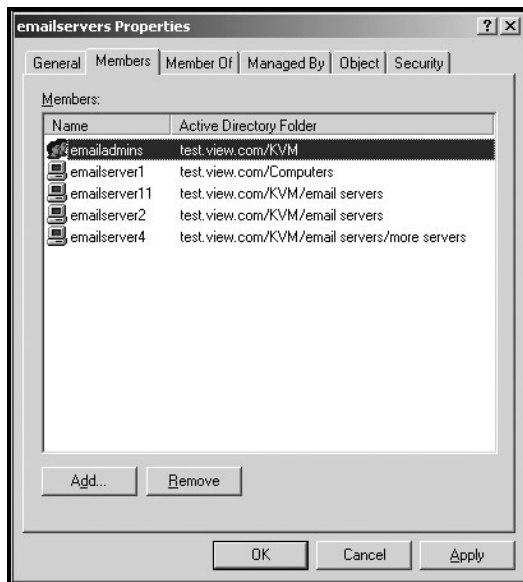 emailservers Properties
? X
General Members Member Of Managed By Object Security
Members:
Name Active Directory Folder
emailadmins test.view.com/KVM
emailserver1 test.view.com/Computers
emailserver11 test.view.com/KVM/email servers
emailserver2 test.view.com/KVM/email servers
emailserver4 test.view.com/KVM/email servers/more servers
Add... Remove
OK Cancel Apply